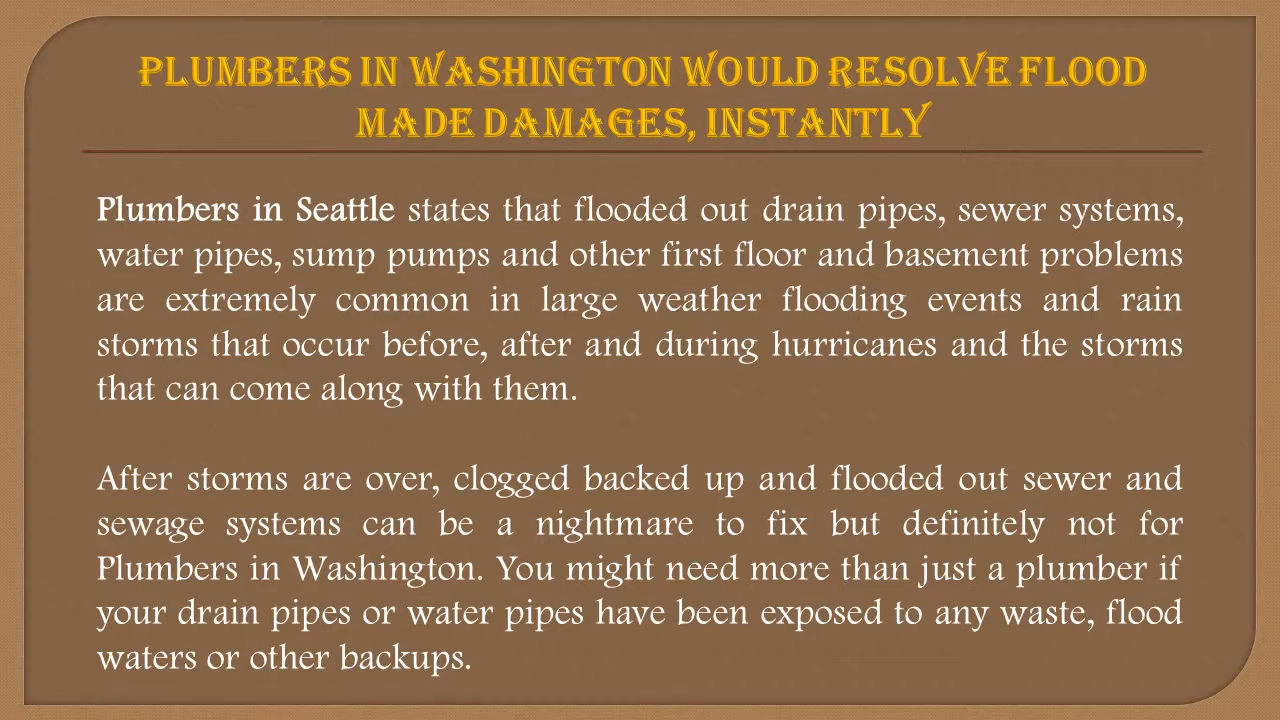 PLUMBERS IN WASHINGTON WOULD RESOLVE FLOOD
MADE DAMAGES, INSTANTLY
Plumbers in Seattle states that flooded out drain pipes, sewer systems,
water pipes, sump pumps and other first floor and basement problems
are extremely common in large weather flooding events and rain
storms that occur before, after and during hurricanes and the storms
that can come along with them.
After storms are over, clogged backed up and flooded out sewer and
sewage systems can be a nightmare to fix but definitely not for
Plumbers in Washington. You might need more than just a plumber if
your drain pipes or water pipes have been exposed to any waste, flood
waters or other backups.